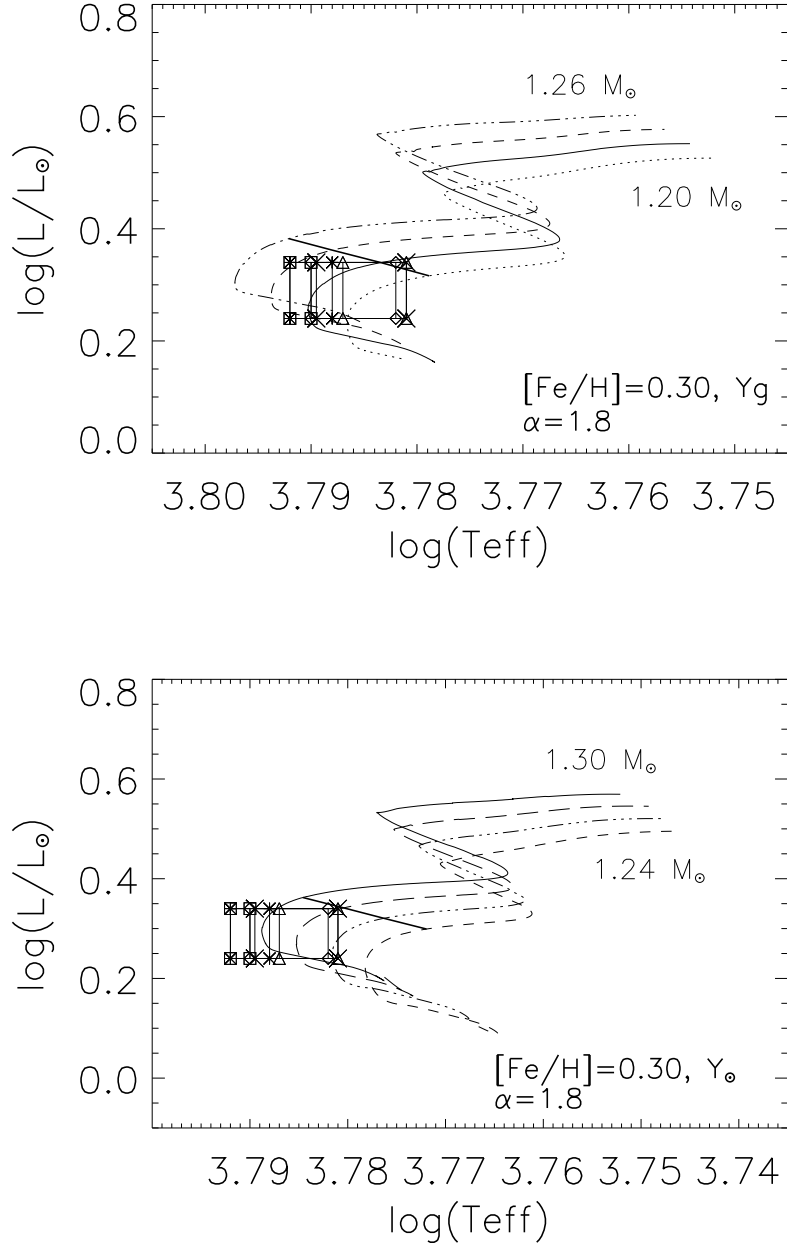 0.8
0.6
0.4
0.2
0.0
log(L/L☉)
1.26 M☉
1.20 M☉
[Fe/H]=0.30, Yg
α=1.8
3.80 3.79 3.78 3.77 3.76 3.75
log(Teff)
0.8
0.6
0.4
0.2
0.0
log(L/L☉)
1.30 M☉
1.24 M☉
[Fe/H]=0.30, Y☉
α=1.8
3.79 3.78 3.77 3.76 3.75 3.74
log(Teff)